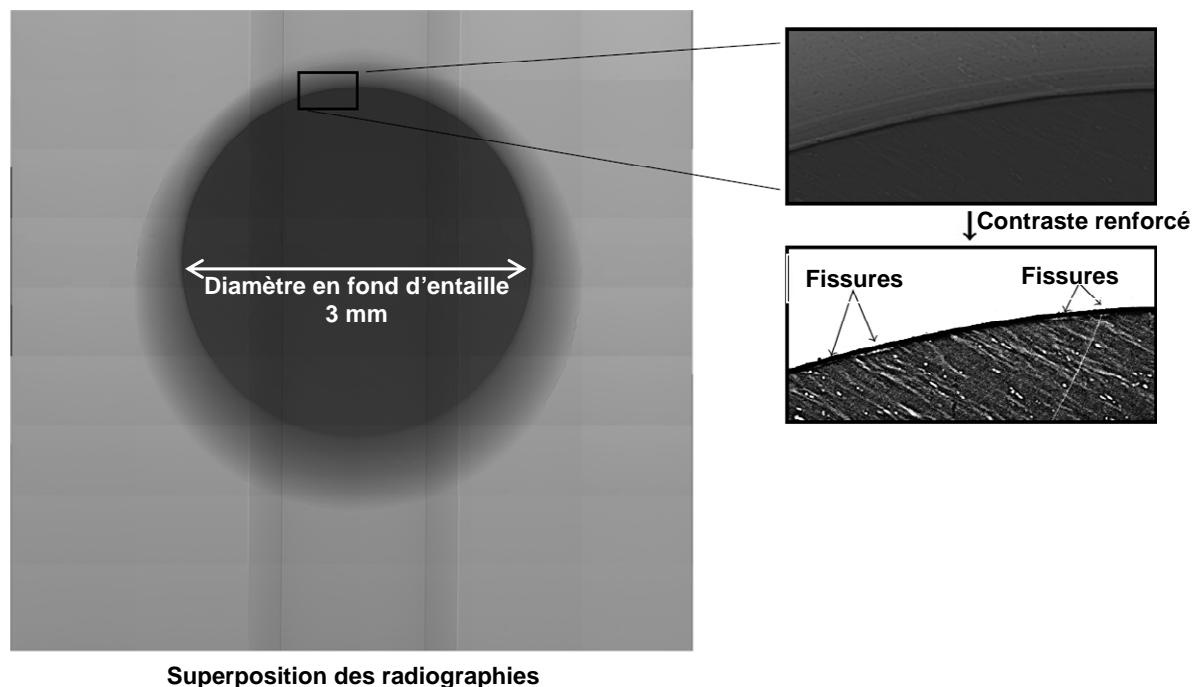 Contraste renforcé
Fissures
Fissures
Diamètre en fond d'entaille
3 mm
Superposition des radiographies